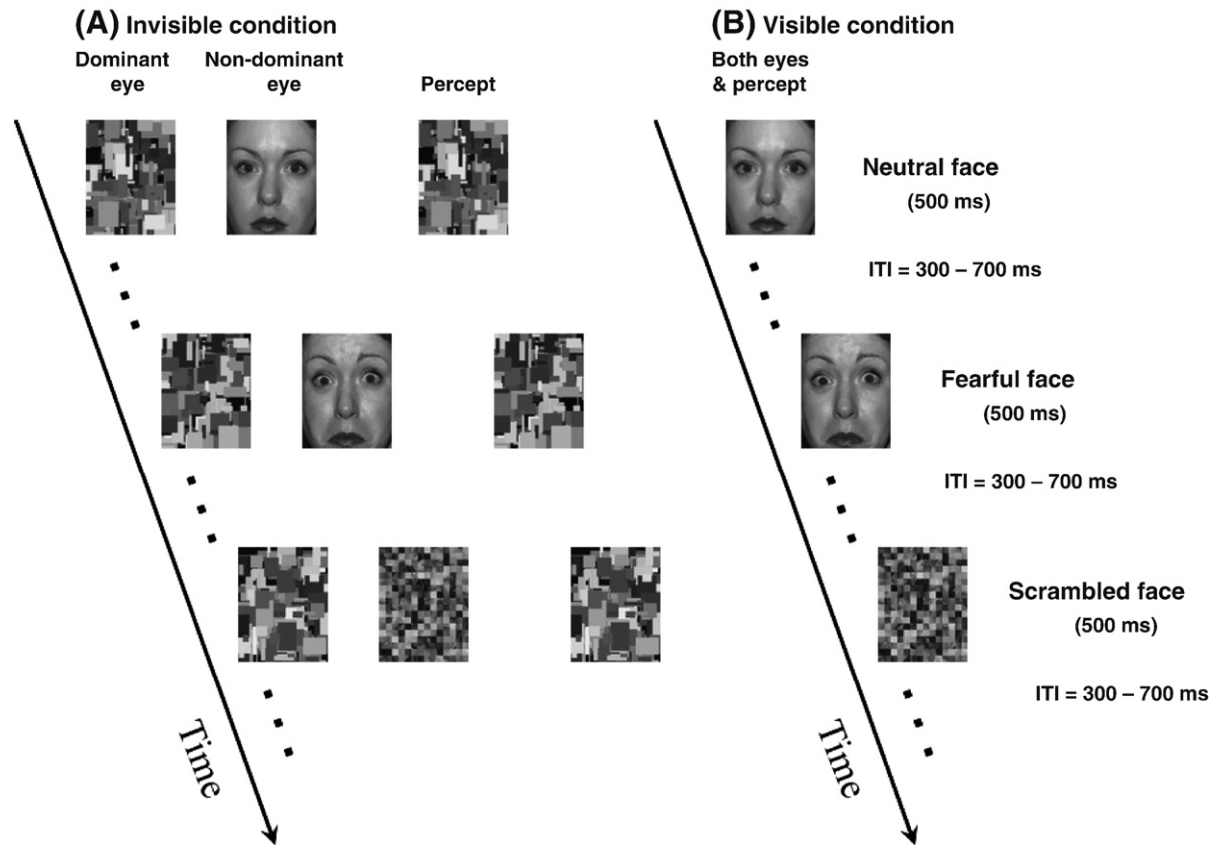 (A) Invisible condition
Dominant
eye
Non-dominant
eye
Percept
(B) Visible condition
Both eyes
& percept
Neutral face
(500 ms)
ITI = 300 – 700 ms
Fearful face
(500 ms)
ITI = 300 – 700 ms
Scrambled face
(500 ms)
ITI = 300 – 700 ms
Time
Time